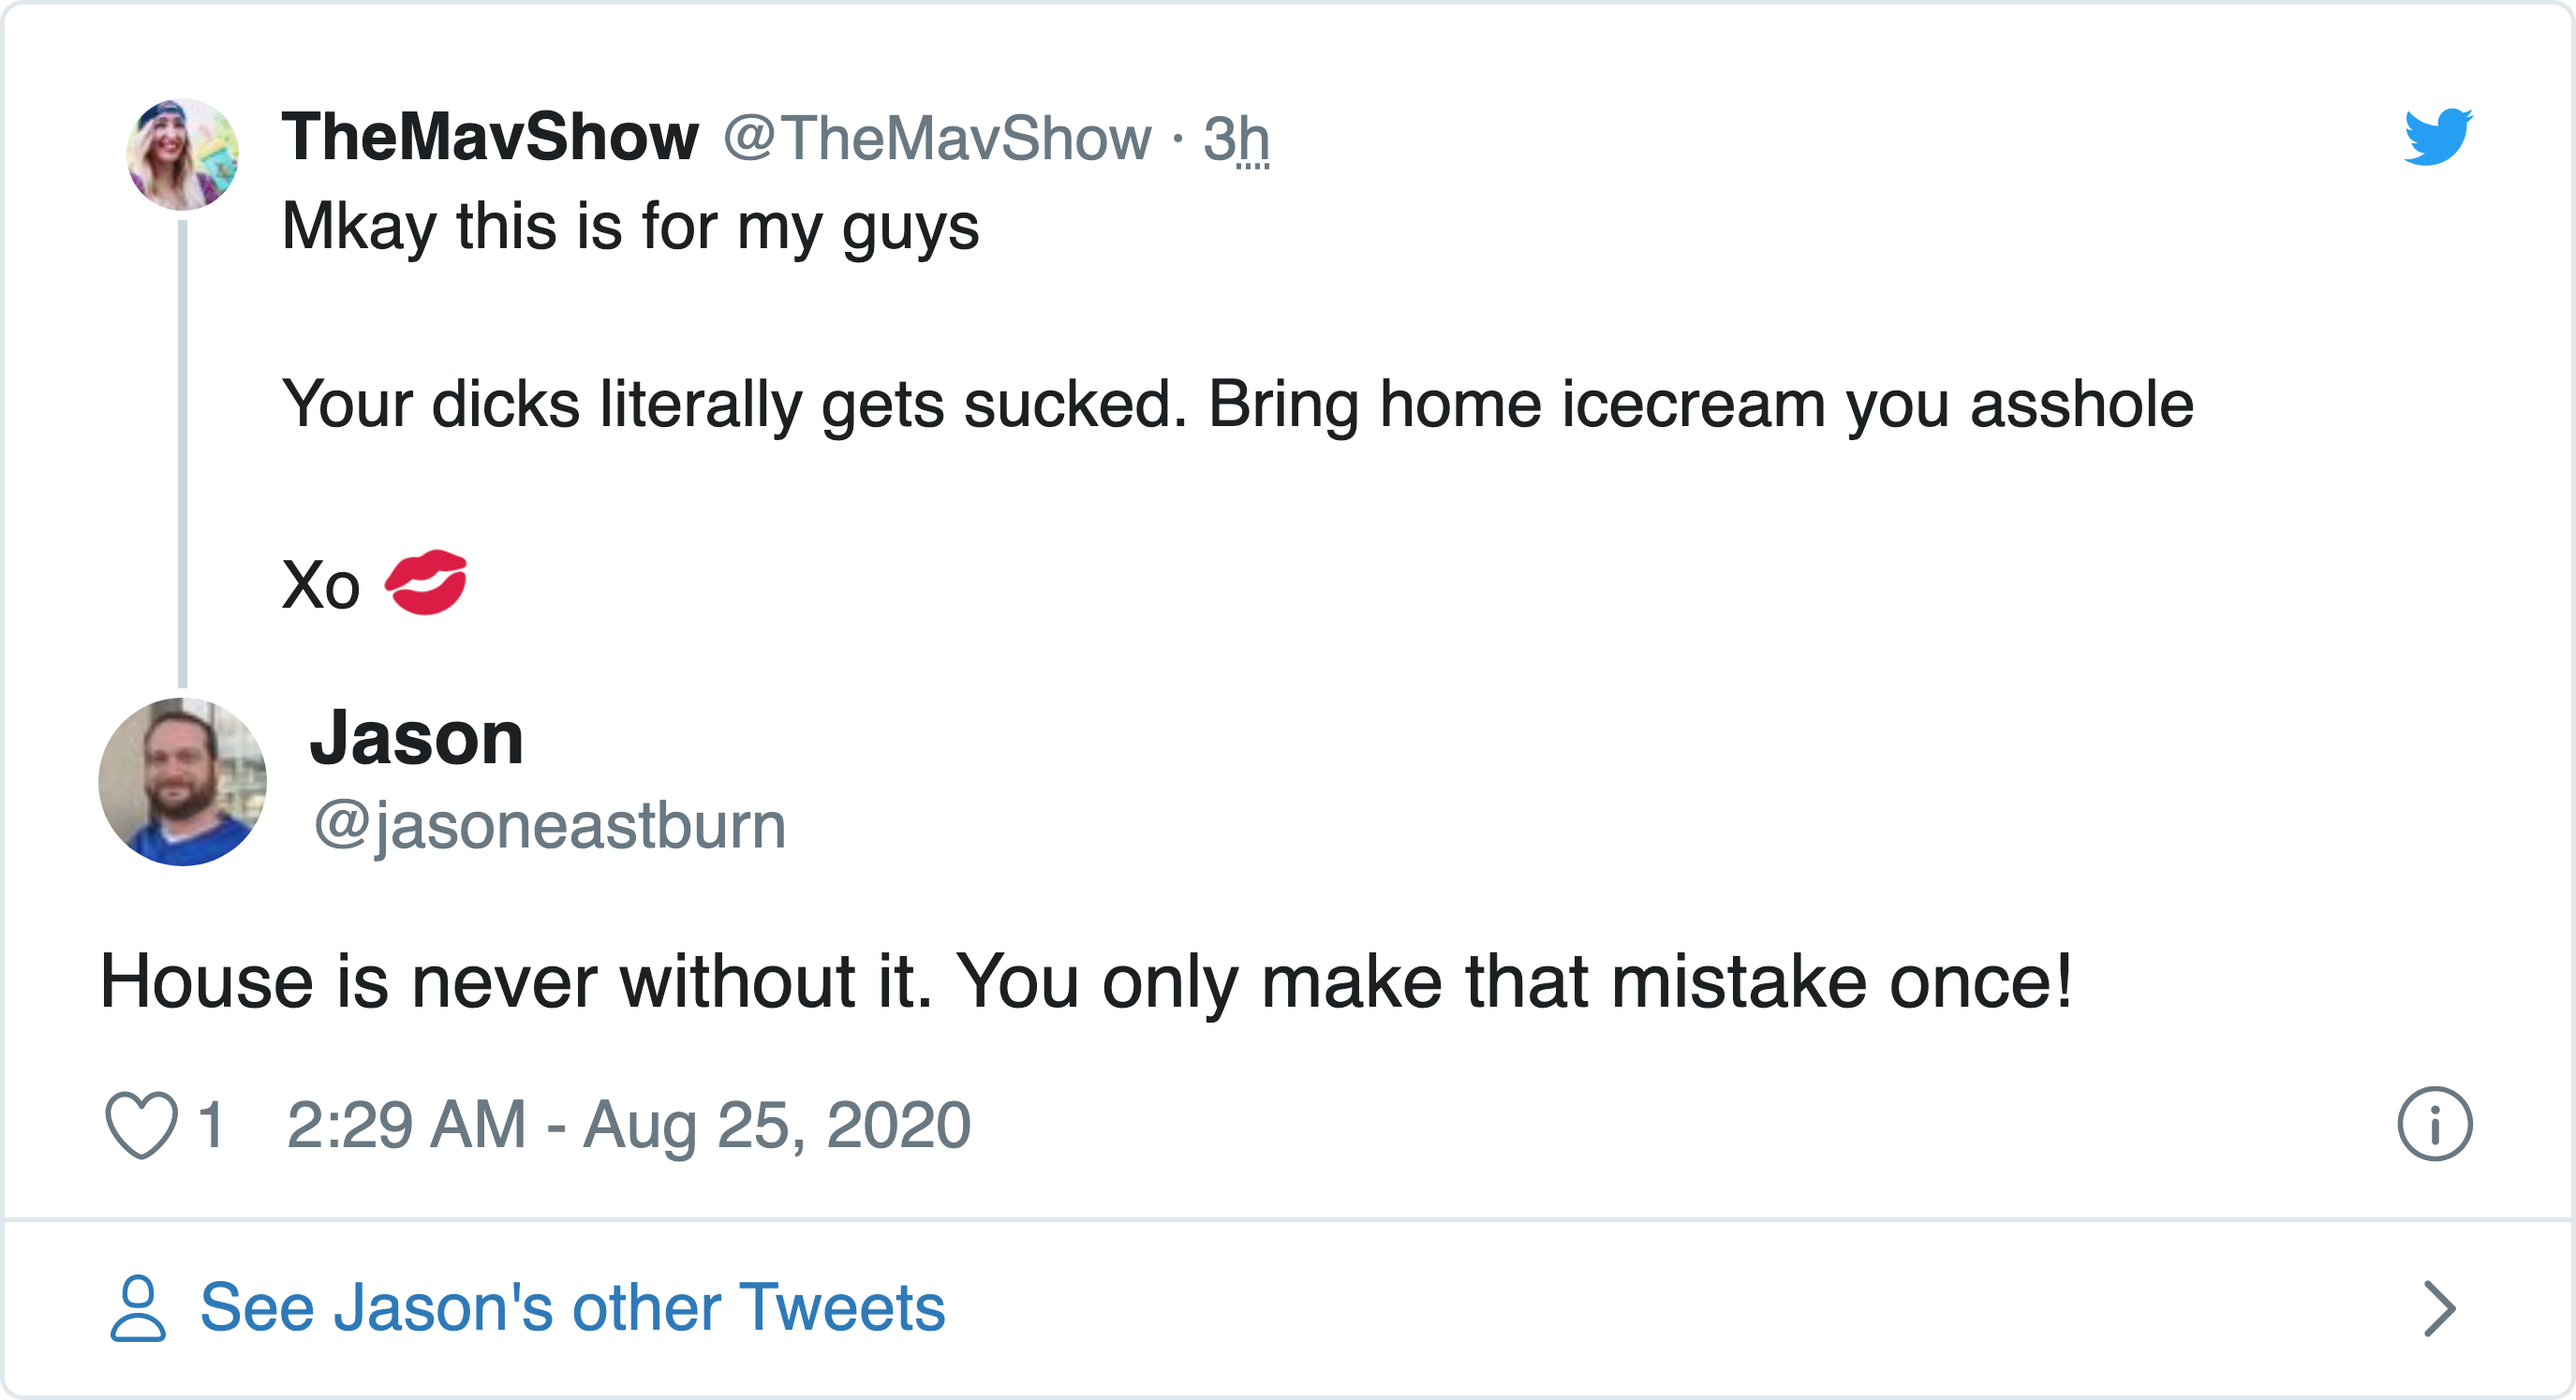 TheMavShow @TheMavShow · 3h
Mkay this is for my guys
Your dicks literally gets sucked. Bring home icecream you asshole
Xo 💋
Jason
@jasoneastburn
House is never without it. You only make that mistake once!
1 2:29 AM - Aug 25, 2020
See Jason's other Tweets